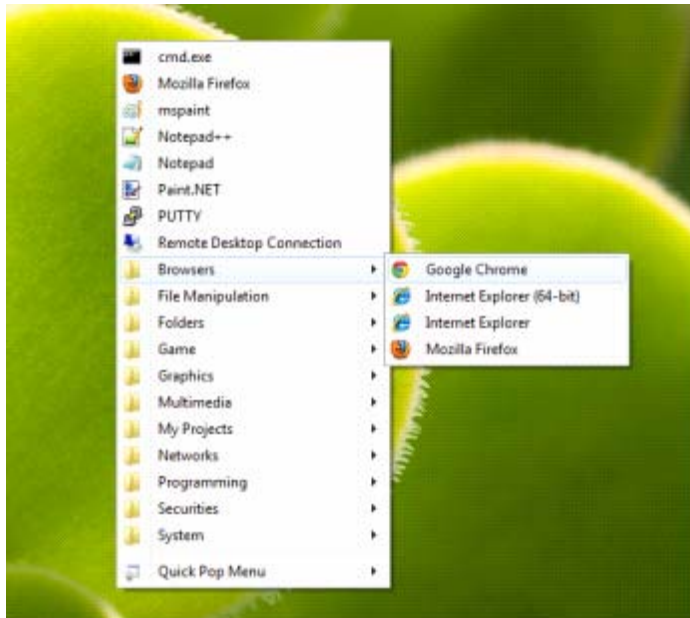 cmd.exe
Mozilla Firefox
mspaint
Notepad++
Notepad
Paint.NET
PUTTY
Remote Desktop Connection
Browsers
File Manipulation
Folders
Game
Graphics
Multimedia
My Projects
Networks
Programming
Securities
System
Quick Pop Menu
Google Chrome
Internet Explorer (64-bit)
Internet Explorer
Mozilla Firefox